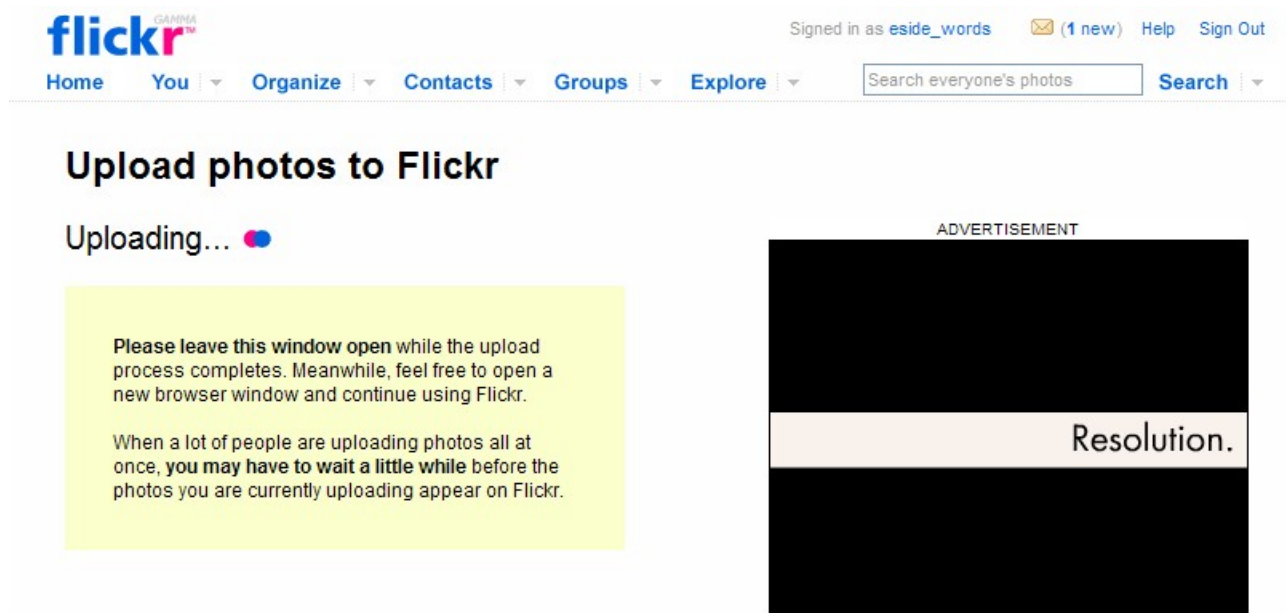 flickr GAMMA™
Signed in as eside_words (1 new) Help Sign Out
Home You Organize Contacts Groups Explore Search everyone's photos Search
Upload photos to Flickr
Uploading...
ADVERTISEMENT
Please leave this window open while the upload
process completes. Meanwhile, feel free to open a
new browser window and continue using Flickr.
When a lot of people are uploading photos all at
once, you may have to wait a little while before the
photos you are currently uploading appear on Flickr.
Resolution.